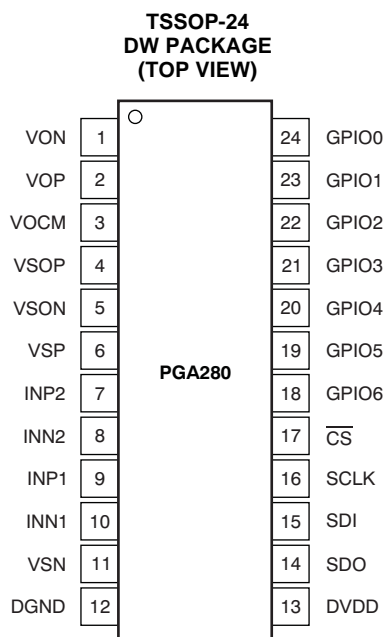 TSSOP-24
DW PACKAGE
(TOP VIEW)
VON 1 24 GPIO0
VOP 2 23 GPIO1
VOCM 3 22 GPIO2
VSOP 4 21 GPIO3
VSON 5 20 GPIO4
VSP 6 19 GPIO5
PGA280
INP2 7 18 GPIO6
INN2 8 17 CS
INP1 9 16 SCLK
INN1 10 15 SDI
VSN 11 14 SDO
DGND 12 13 DVDD